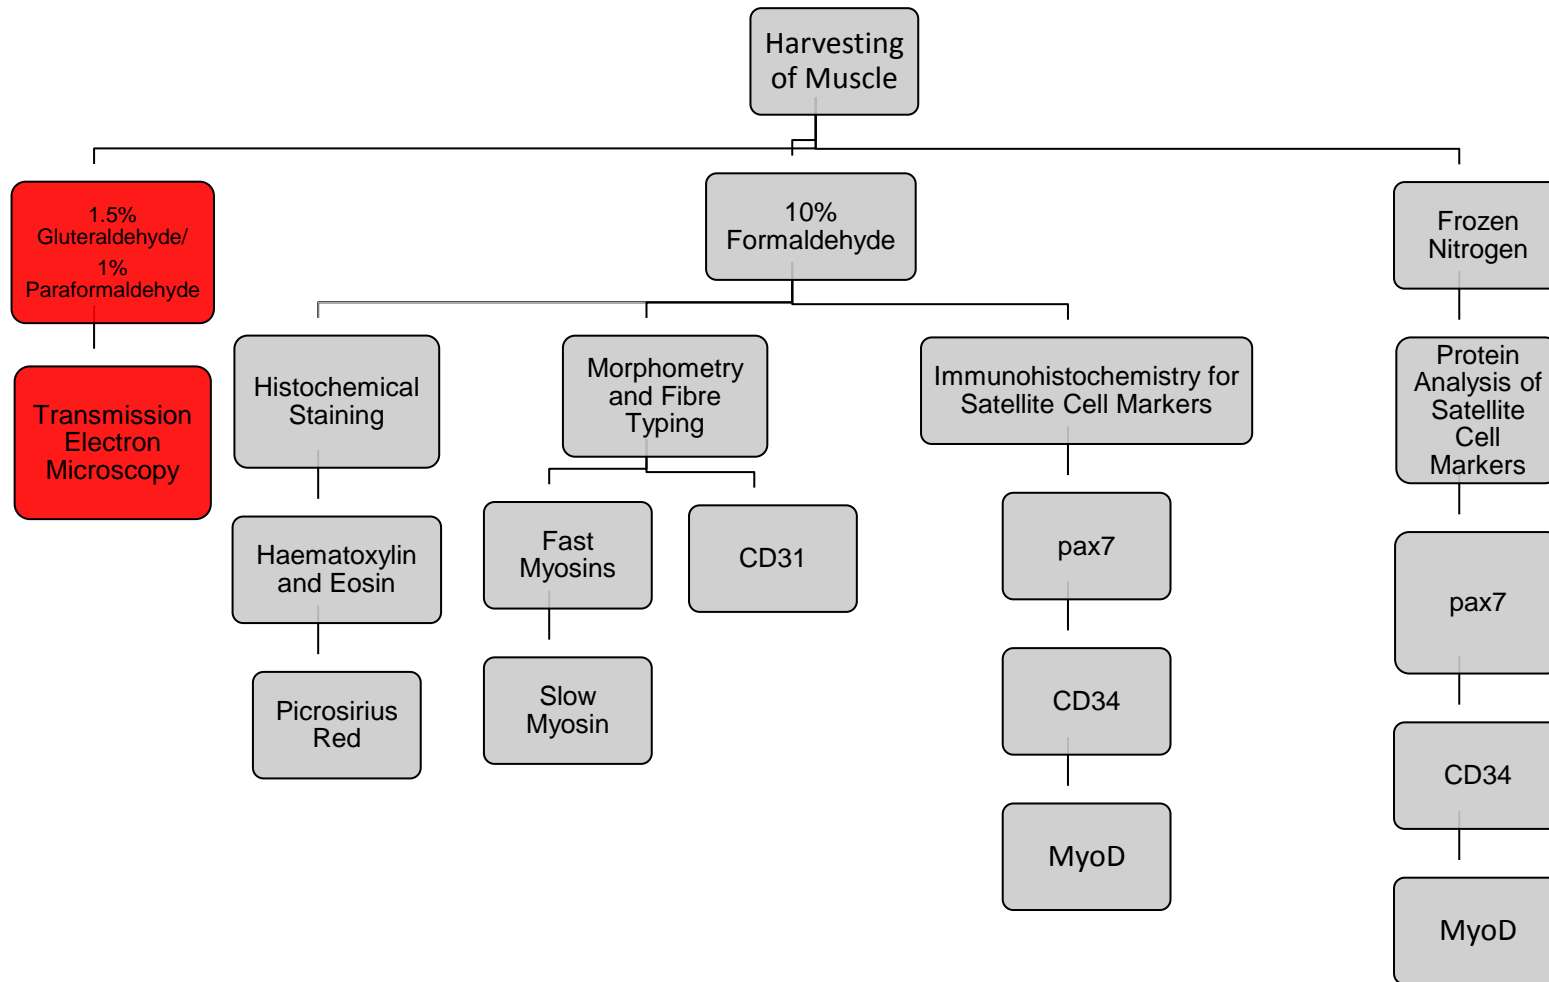 Harvesting
of Muscle
1.5%
Gluteraldehyde/
1%
Paraformaldehyde
10%
Formaldehyde
Frozen
Nitrogen
Transmission
Electron
Microscopy
Histochemical
Staining
Morphometry
and Fibre
Typing
Immunohistochemistry for
Satellite Cell Markers
Protein
Analysis of
Satellite
Cell
Markers
Haematoxylin
and Eosin
Fast
Myosins
CD31
pax7
pax7
Picrosirius
Red
Slow
Myosin
CD34
CD34
MyoD
MyoD